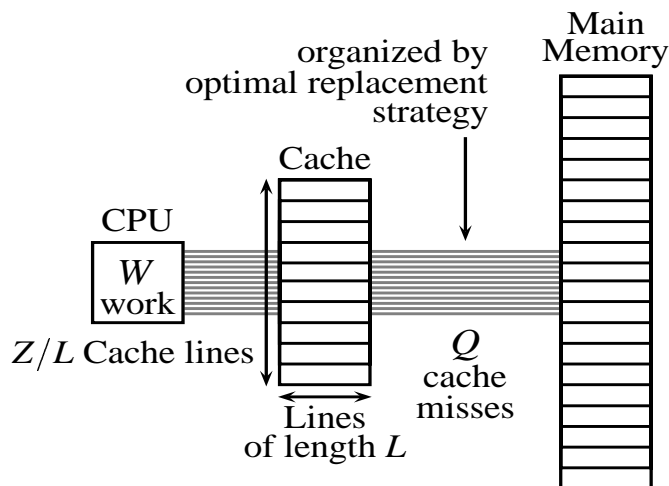 Main
Memory
organized by
optimal replacement
strategy
Cache
CPU
W
work
Z/L Cache lines
Q
cache
misses
Lines
of length L